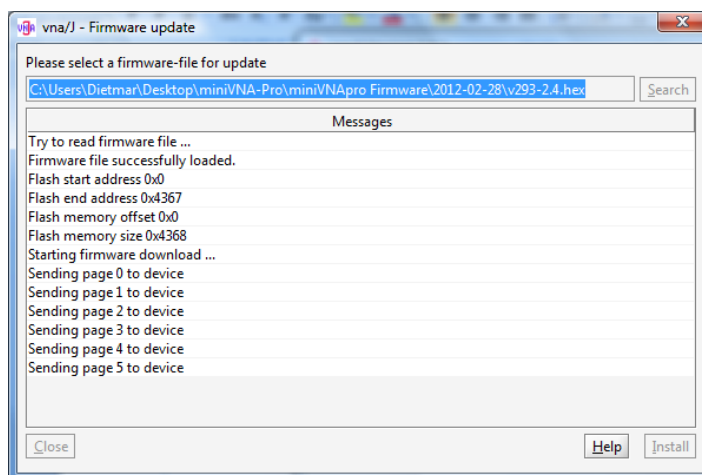 vna/J - Firmware update
Please select a firmware-file for update
C:\Users\Dietmar\Desktop\miniVNA-Pro\miniVNApro Firmware\2012-02-28\v293-2.4.hex
Search
Messages
Try to read firmware file ...
Firmware file successfully loaded.
Flash start address 0x0
Flash end address 0x4367
Flash memory offset 0x0
Flash memory size 0x4368
Starting firmware download ...
Sending page 0 to device
Sending page 1 to device
Sending page 2 to device
Sending page 3 to device
Sending page 4 to device
Sending page 5 to device
Close
Help
Install